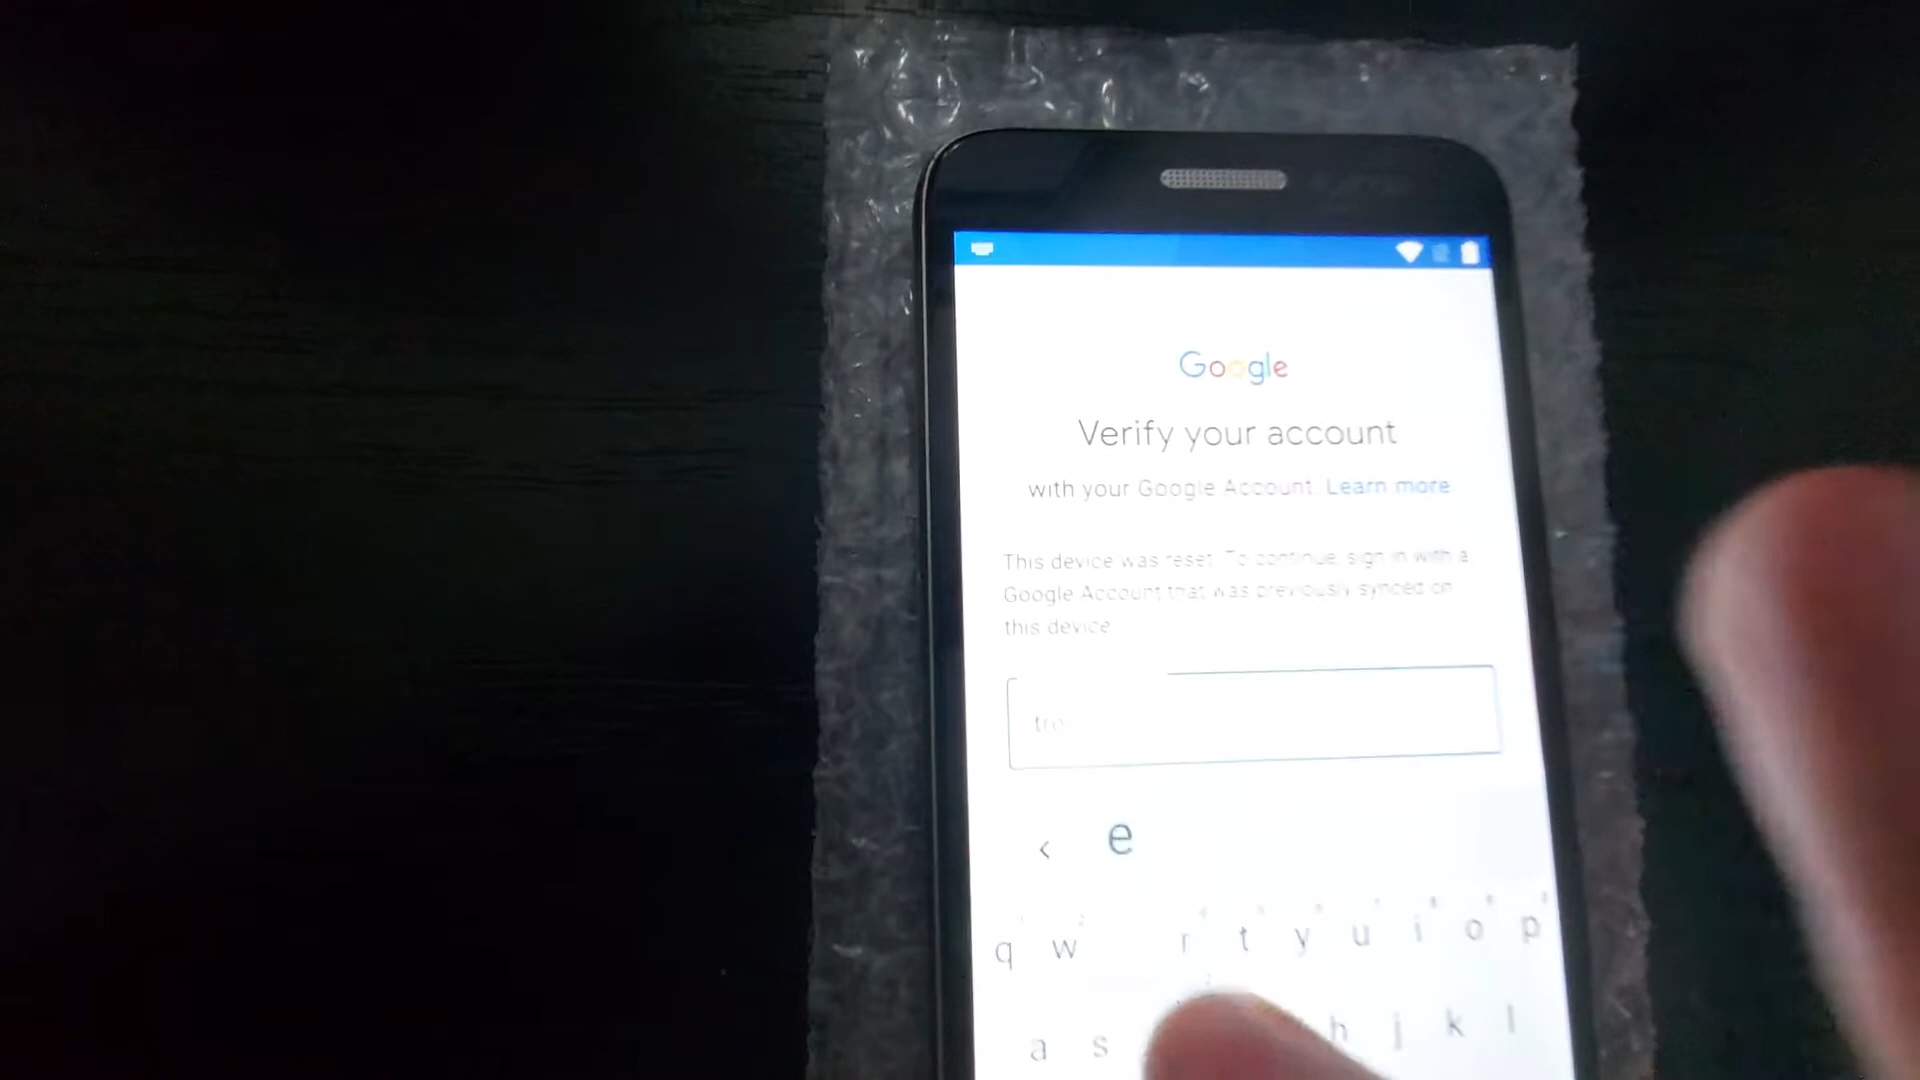 Google
Verify your account
with your Google Account. Learn more
This device was reset. To continue, sign in with a
Google Account that was previously synced on
this device.
tre
< e
q w r t y u i o p
a s h j k l